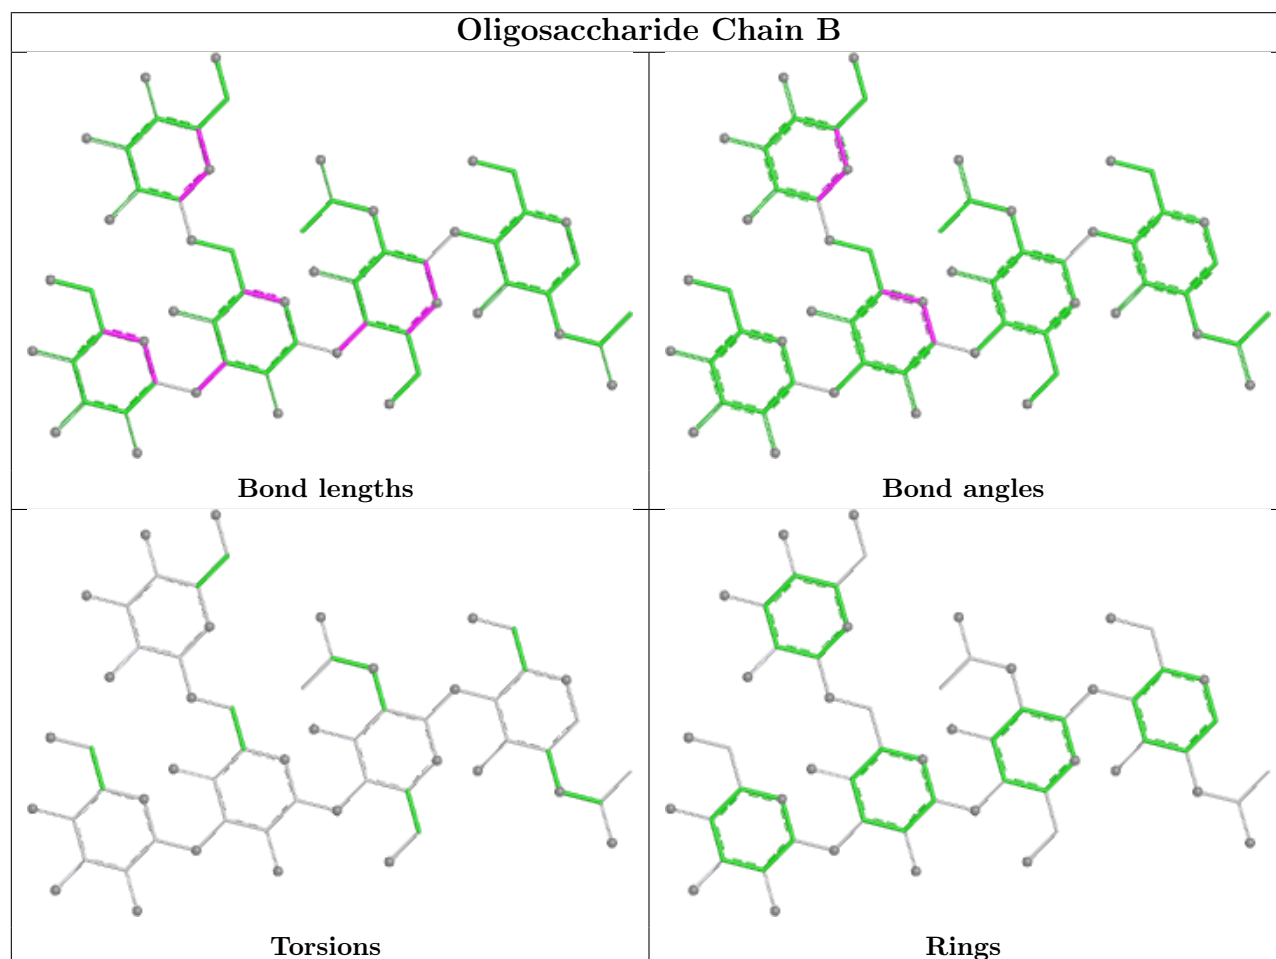 Oligosaccharide Chain B
Bond lengths
Bond angles
Torsions
Rings